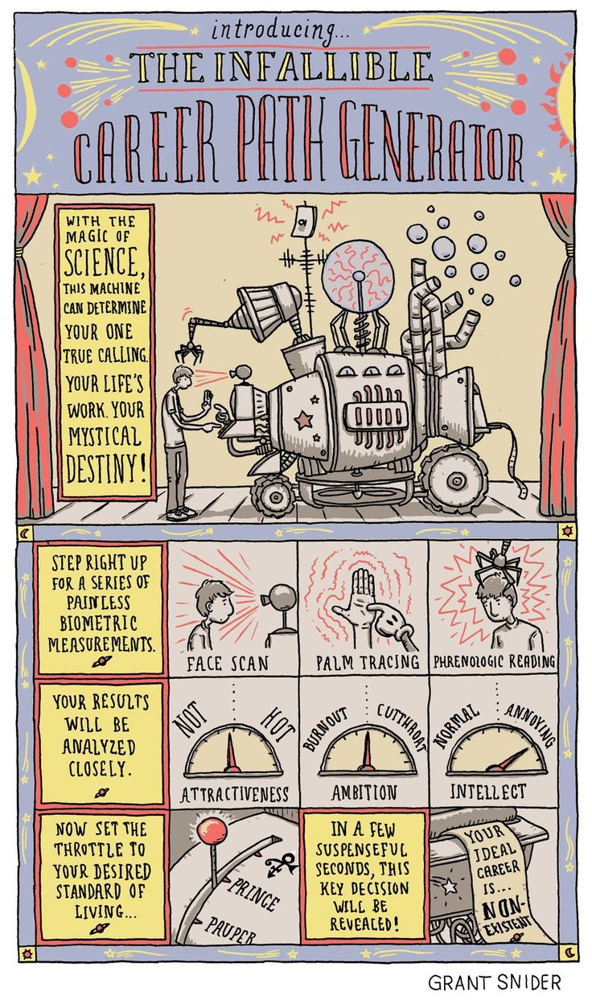 introducing...
THE INFALLIBLE
CAREER PATH GENERATOR
WITH THE
MAGIC OF
SCIENCE,
THIS MACHINE
CAN DETERMINE
YOUR ONE
TRUE CALLING.
YOUR LIFE'S
WORK. YOUR
MYSTICAL
DESTINY!
STEP RIGHT UP
FOR A SERIES OF
PAINLESS
BIOMETRIC
MEASUREMENTS.
FACE SCAN
PALM TRACING
PHRENOLOGIC READING
YOUR RESULTS
WILL BE
ANALYZED
CLOSELY.
NOT
HOT
ATTRACTIVENESS
BURNOUT
CUTTHROAT
AMBITION
NORMAL
ANNOYING
INTELLECT
NOW SET THE
THROTTLE TO
YOUR DESIRED
STANDARD OF
LIVING...
PRINCE
PAUPER
IN A FEW
SUSPENSEFUL
SECONDS, THIS
KEY DECISION
WILL BE
REVEALED!
YOUR
IDEAL
CAREER
IS...
NON-
EXISTENT
GRANT SNIDER